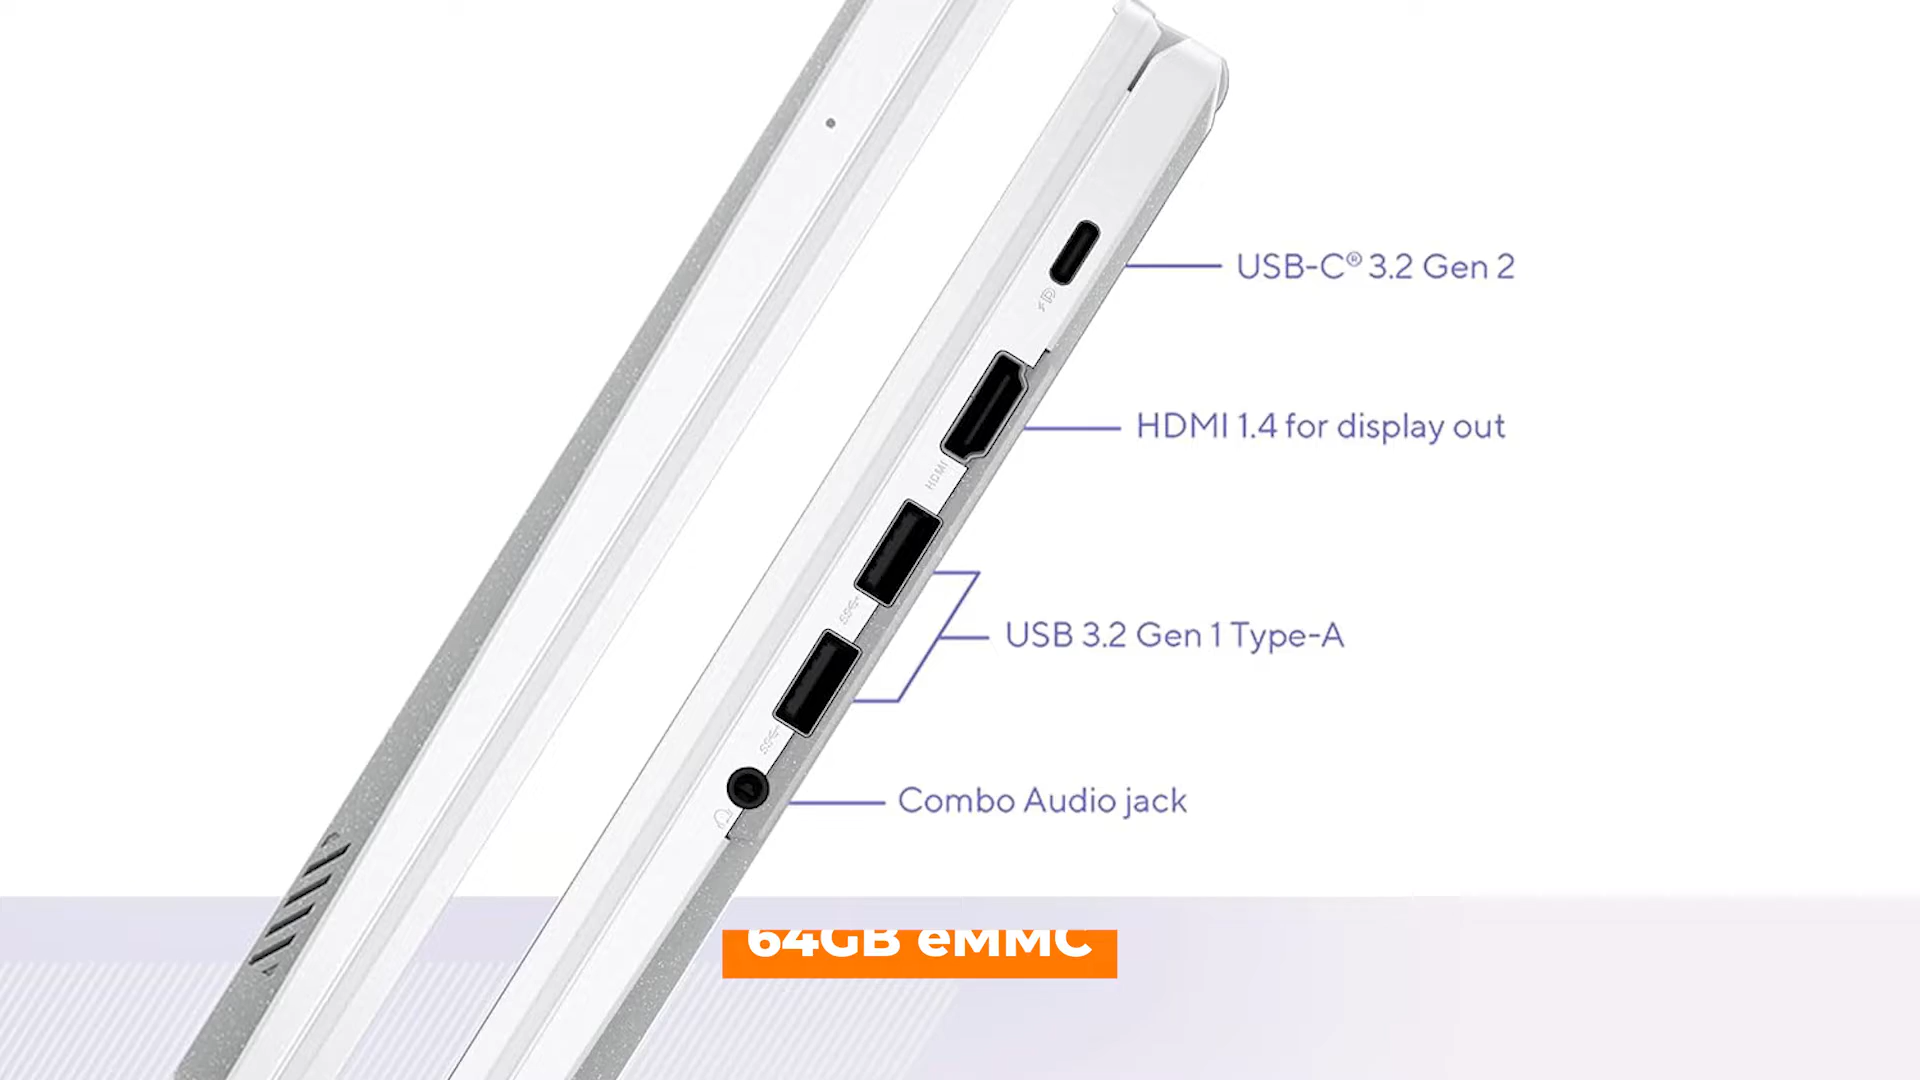 USB-C® 3.2 Gen 2
HDMI 1.4 for display out
HDMI
USB 3.2 Gen 1 Type-A
Combo Audio jack
64GB eMMC